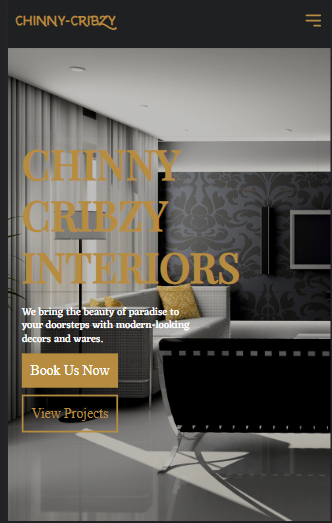 CHINNY-CRIBZY
CHINNY
CRIBZY
INTERIORS
We bring the beauty of paradise to
your doorsteps with modern-looking
decors and wares.
Book Us Now
View Projects